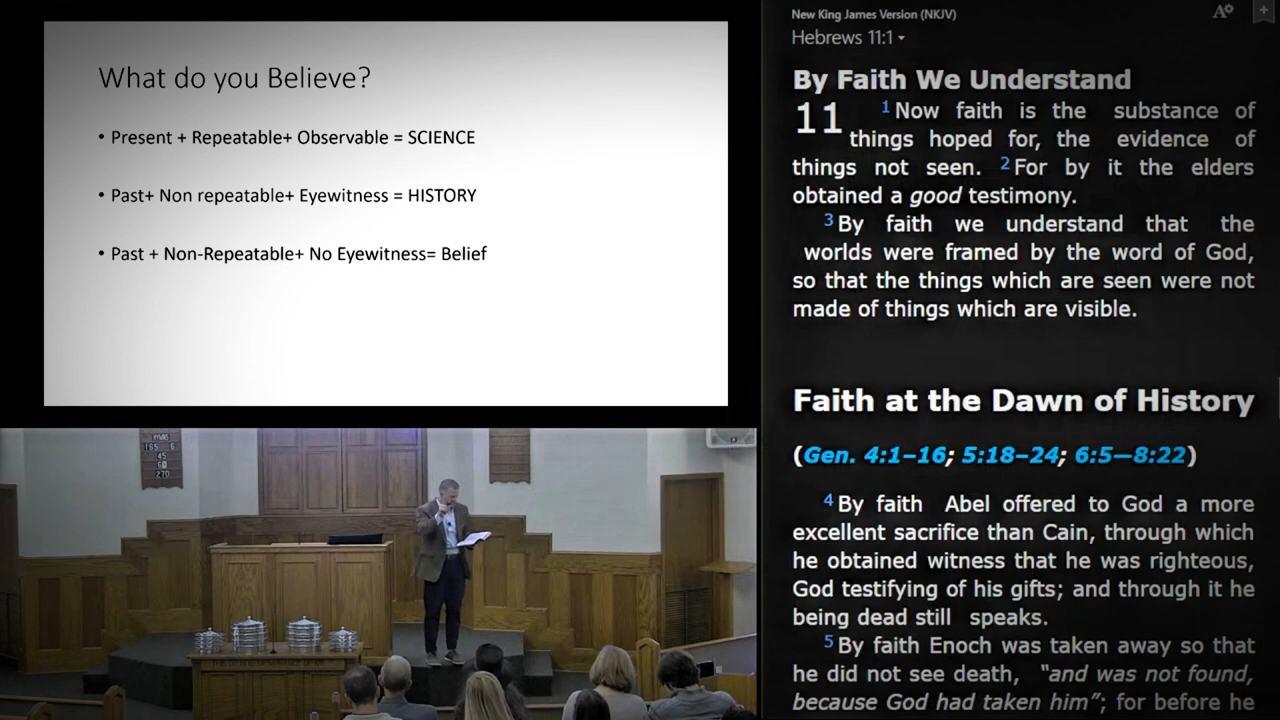 What do you Believe?
• Present + Repeatable+ Observable = SCIENCE
• Past+ Non repeatable+ Eyewitness = HISTORY
• Past + Non-Repeatable+ No Eyewitness= Belief
New King James Version (NKJV)
Hebrews 11:1
By Faith We Understand
11 1 Now faith is the substance of
things hoped for, the evidence of
things not seen. 2 For by it the elders
obtained a good testimony.
3 By faith we understand that the
worlds were framed by the word of God,
so that the things which are seen were not
made of things which are visible.
Faith at the Dawn of History
(Gen. 4:1–16; 5:18–24; 6:5—8:22)
4 By faith Abel offered to God a more
excellent sacrifice than Cain, through which
he obtained witness that he was righteous,
God testifying of his gifts; and through it he
being dead still speaks.
5 By faith Enoch was taken away so that
he did not see death, "and was not found,
because God had taken him"; for before he
HYMNS
165 6
45
270